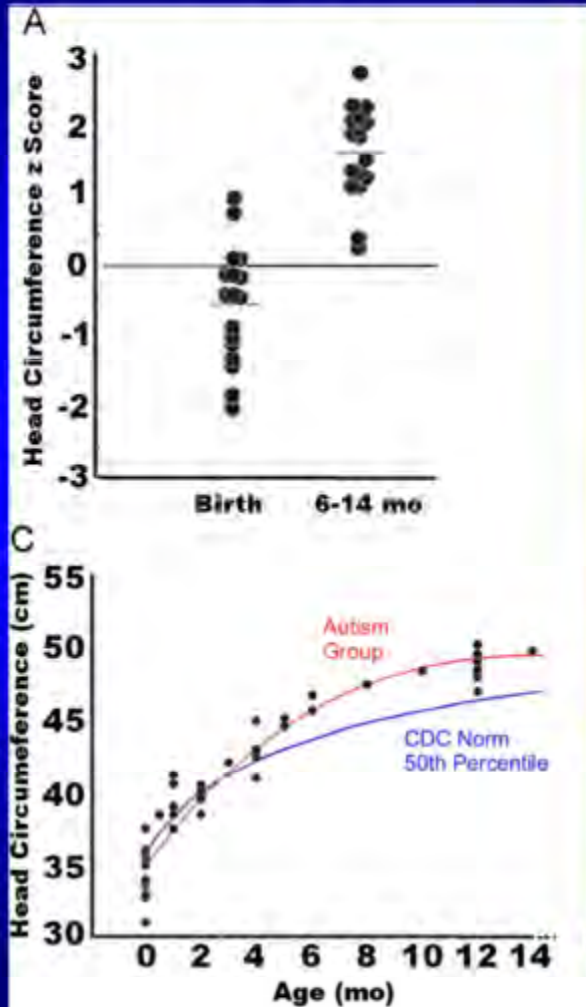 A
Head Circumference z Score
3
2
1
0
-1
-2
-3
Birth 6-14 mo
C
Head Circumeference (cm)
55
50
45
40
35
30
Autism
Group
CDC Norm
50th Percentile
0 2 4 6 8 10 12 14
Age (mo)